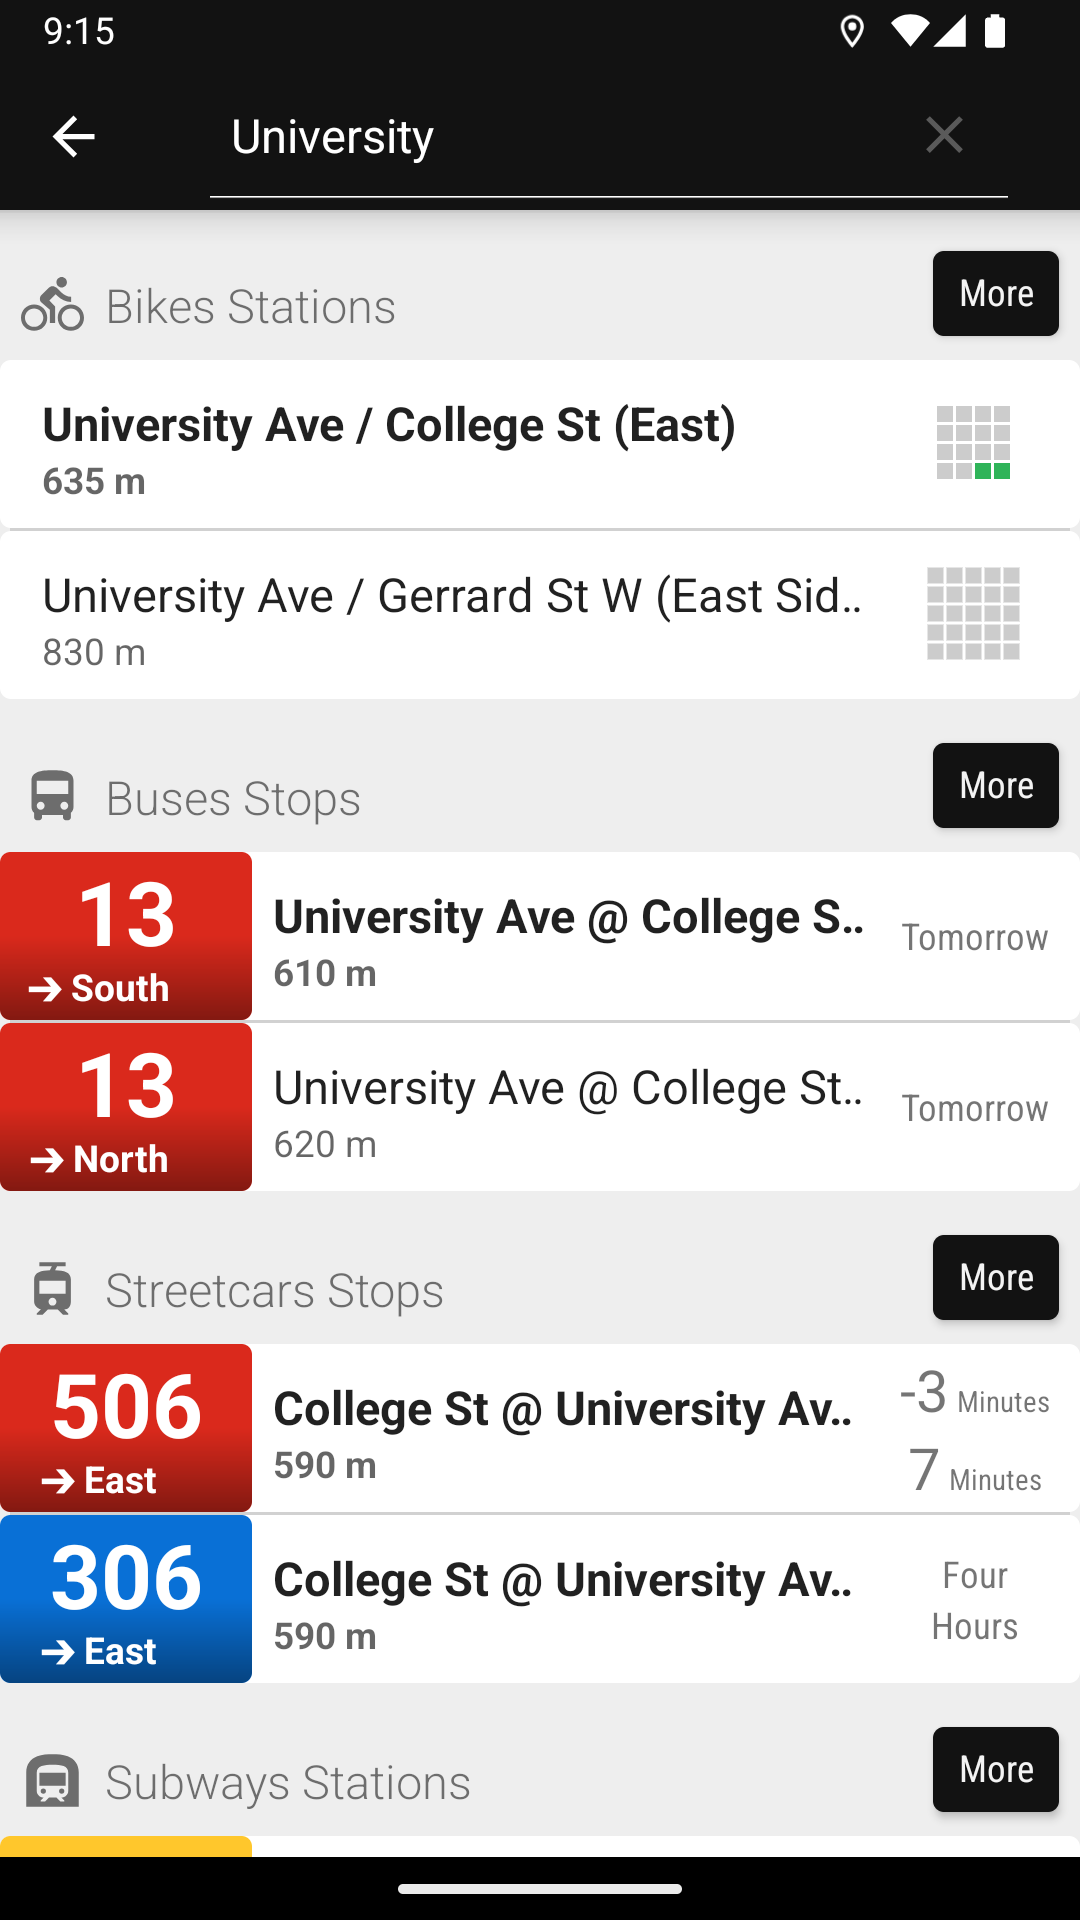 9:15
University
Bikes Stations
More
University Ave / College St (East)
635 m
University Ave / Gerrard St W (East Sid..
830 m
Buses Stops
More
13
→ South
University Ave @ College S..
610 m
Tomorrow
13
→ North
University Ave @ College St..
620 m
Tomorrow
Streetcars Stops
More
506
→ East
College St @ University Av..
590 m
-3 Minutes
7 Minutes
306
→ East
College St @ University Av..
590 m
Four
Hours
Subways Stations
More